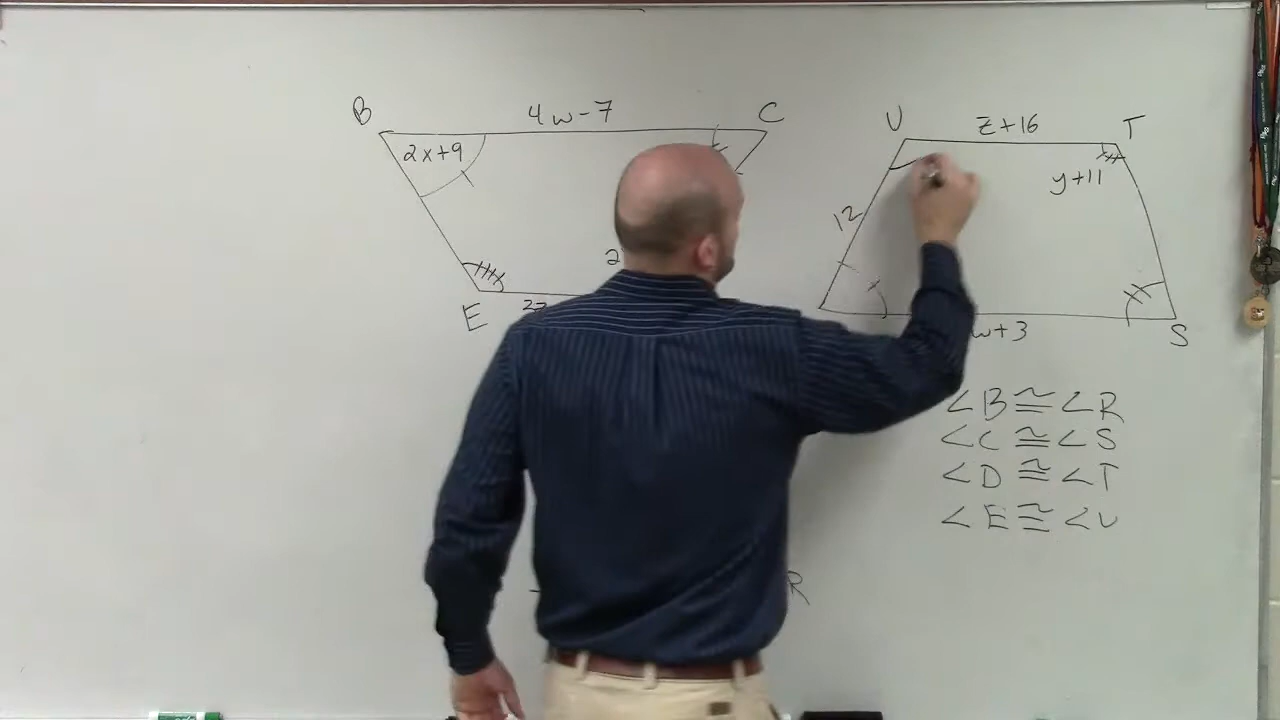 B 4w-7 C
2x+9
E
U z+16 T
y+11
12
w+3
S
<B ≅ <R
<C ≅ <S
<D ≅ <T
<E ≅ <U
R